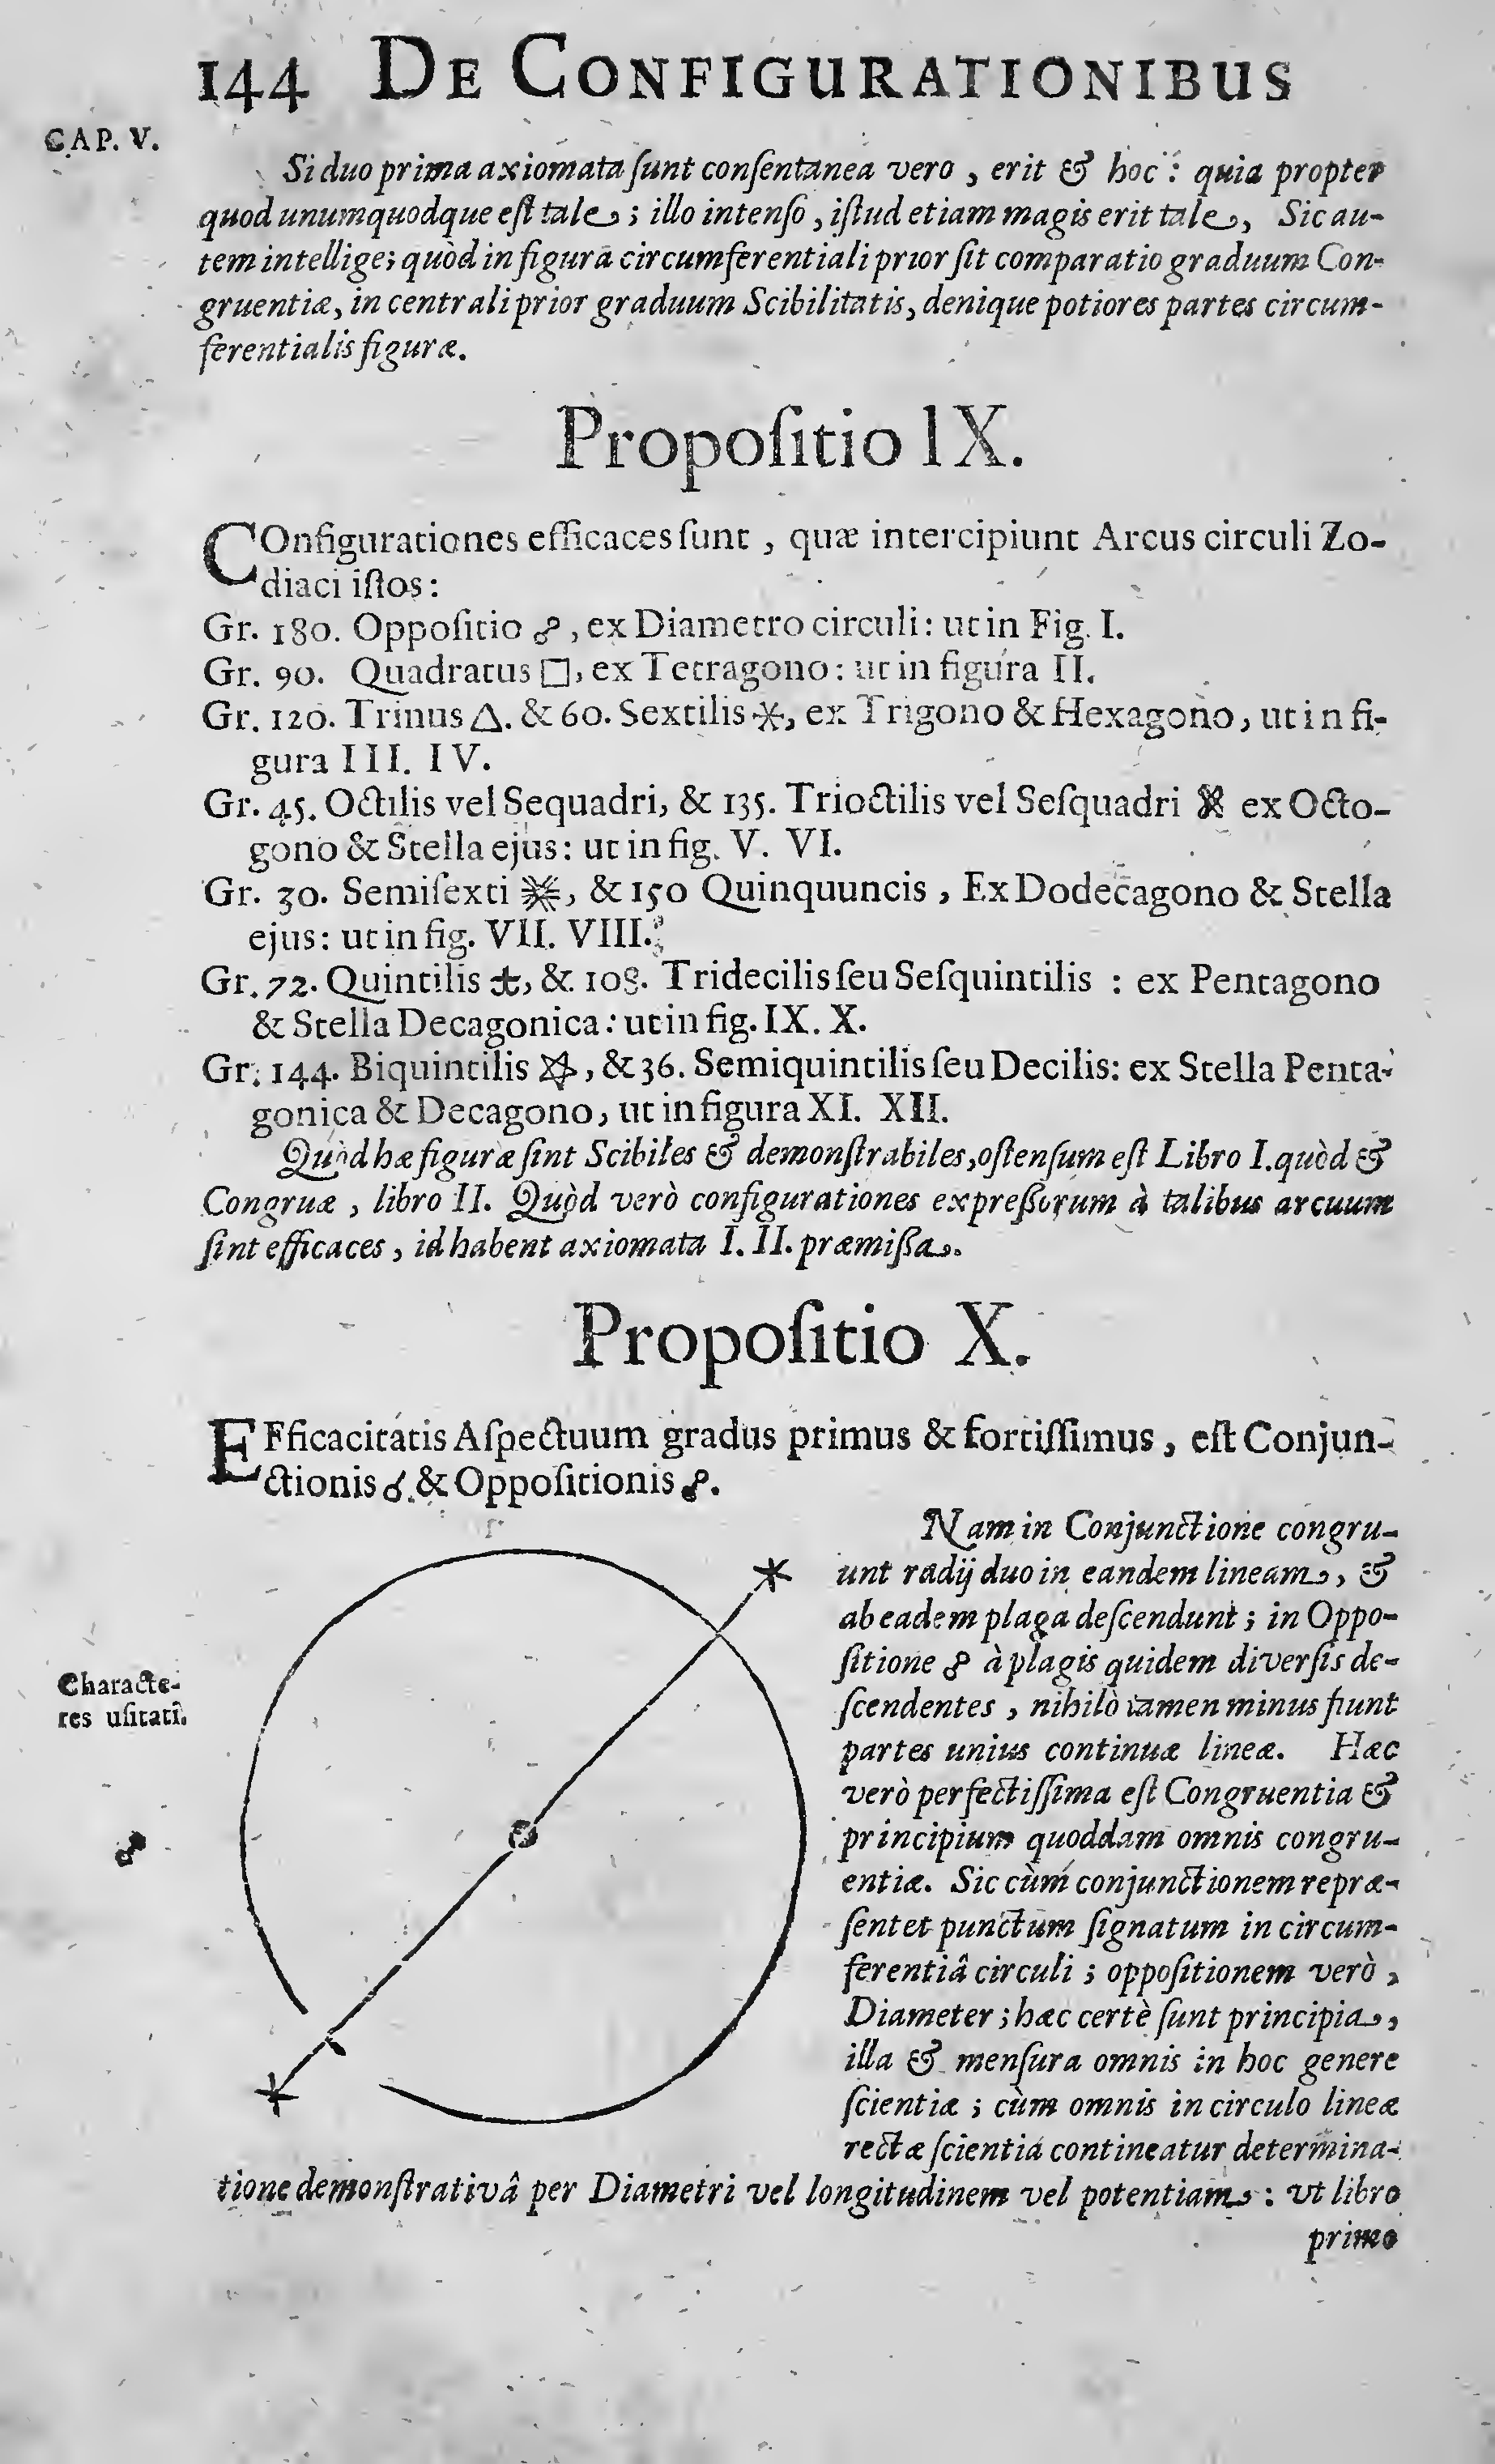 144 DE CONFIGURATIONIBUS
CAP. V.
Si duo prima axiomata ſunt conſentanea vero, erit & hoc: quia propter
quod unumquodque eſt tale; illo intenſo, iſtud etiam magis erit tale, Sic au-
tem intellige; quòd in figura circumferentiali prior ſit comparatio graduum Con-
gruentiæ, in centrali prior graduum Scibilitatis, denique potiores partes circum-
ferentialis figuræ.
Propoſitio IX.
COnfigurationes efficaces ſunt, quæ intercipiunt Arcus circuli Zo-
diaci iſtos:
Gr. 180. Oppoſitio ☍, ex Diametro circuli: ut in Fig. I.
Gr. 90. Quadratus □, ex Tetragono: ut in figura II.
Gr. 120. Trinus △. & 60. Sextilis ⚹, ex Trigono & Hexagono, ut in fi-
gura III. IV.
Gr. 45. Octilis vel Sequadri, & 135. Trioctilis vel Seſquadri ex Octo-
gono & Stella ejus: ut in fig. V. VI.
Gr. 30. Semiſexti, & 150 Quinquuncis, Ex Dodecagono & Stella
ejus: ut in fig. VII. VIII.
Gr. 72. Quintilis, & 108. Tridecilis ſeu Seſquintilis: ex Pentagono
& Stella Decagonica: ut in fig. IX. X.
Gr. 144. Biquintilis, & 36. Semiquintilis ſeu Decilis: ex Stella Penta-
gonica & Decagono, ut in figura XI. XII.
Quòd hæ figuræ ſint Scibiles & demonſtrabiles, oſtenſum eſt Libro I. quòd &
Congruæ, libro II. Quòd verò configurationes expreſſorum à talibus arcuum
ſint efficaces, id habent axiomata I. II. præmiſſa.
Propoſitio X.
EFficacitatis Aſpectuum gradus primus & fortiſſimus, eſt Conjun-
ctionis ☌ & Oppoſitionis ☍.
Nam in Conjunctione congru-
unt radij duo in eandem lineam, &
ab eadem plaga deſcendunt; in Oppo-
ſitione ☍ à plagis quidem diverſis de-
ſcendentes, nihilò tamen minus fiunt
partes unius continuæ lineæ. Hæc
verò perfectiſſima eſt Congruentia &
principium quoddam omnis congru-
entiæ. Sic cùm conjunctionem repræ-
ſentet punctum ſignatum in circum-
ferentiâ circuli; oppoſitionem verò,
Diameter; hæc certè ſunt principia,
illa & menſura omnis in hoc genere
ſcientiæ; cùm omnis in circulo lineæ
rectæ ſcientia contineatur determina-
tione demonſtrativâ per Diametri vel longitudinem vel potentiam: ut libro
primo
Characte-
res uſitati.
☍